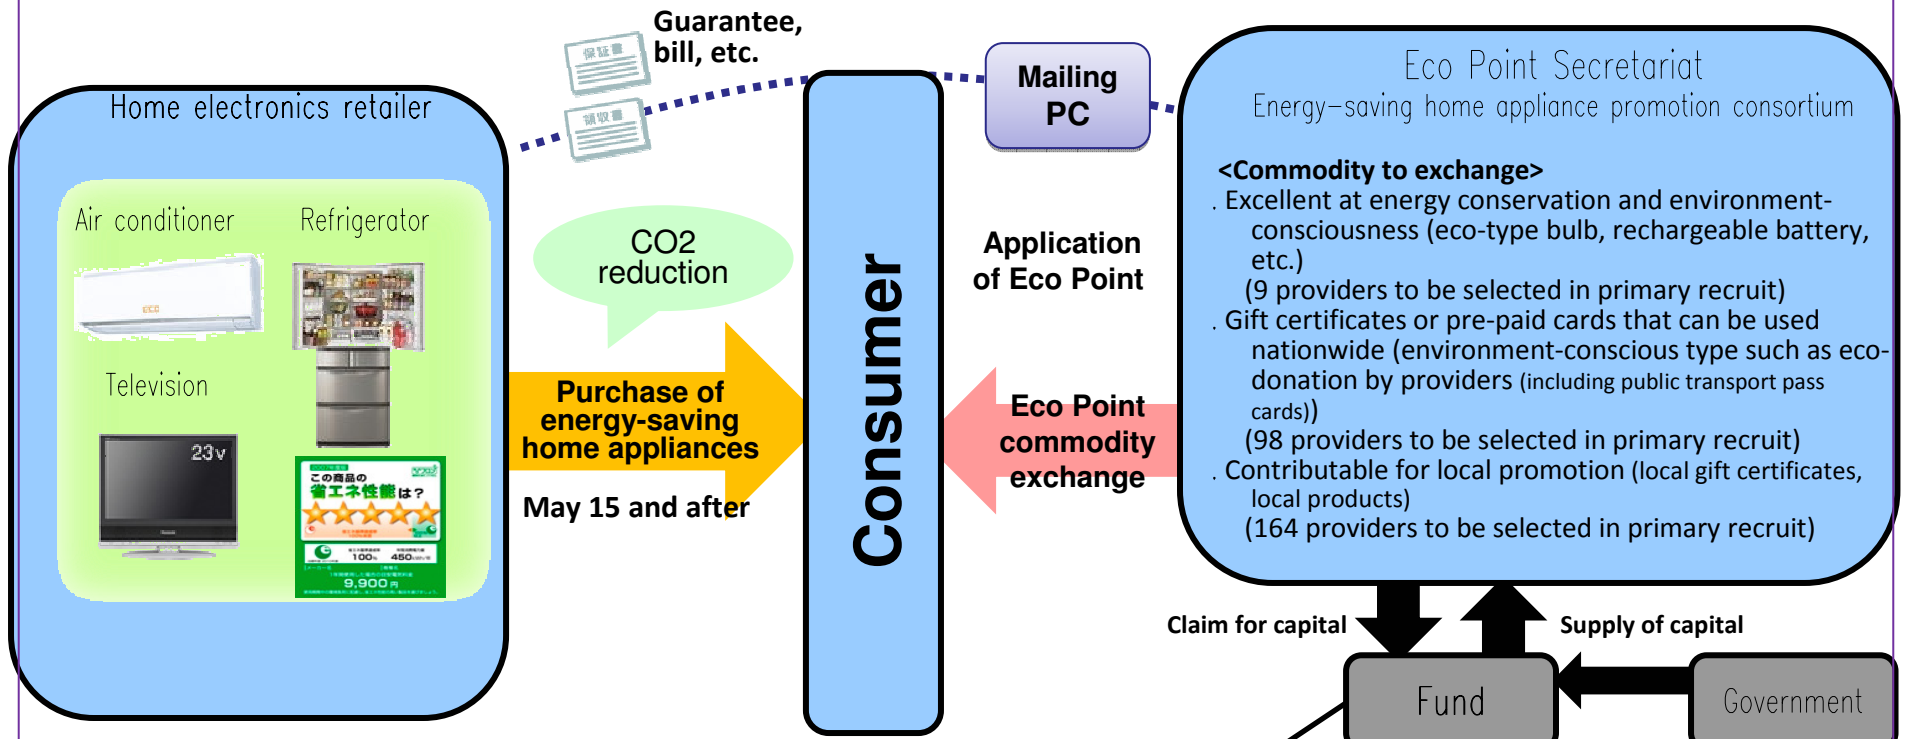 Guarantee,
bill, etc.
保証書
領収書
Mailing
PC
Home electronics retailer
Air conditioner
Refrigerator
Television
23v
この商品の
省エネ性能は?
100%
9,900円
CO2
reduction
Purchase of
energy-saving
home appliances
May 15 and after
Consumer
Application
of Eco Point
Eco Point
commodity
exchange
Eco Point Secretariat
Energy-saving home appliance promotion consortium
<Commodity to exchange>
. Excellent at energy conservation and environment-
consciousness (eco-type bulb, rechargeable battery,
etc.)
(9 providers to be selected in primary recruit)
. Gift certificates or pre-paid cards that can be used
nationwide (environment-conscious type such as eco-
donation by providers (including public transport pass
cards))
(98 providers to be selected in primary recruit)
. Contributable for local promotion (local gift certificates,
local products)
(164 providers to be selected in primary recruit)
Claim for capital
Supply of capital
Fund
Government